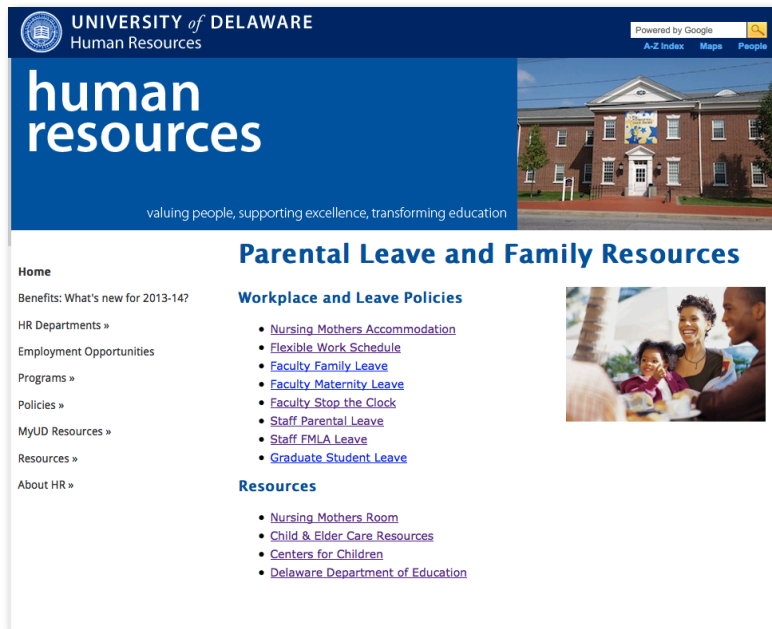 UNIVERSITY of DELAWARE
Human Resources
Powered by Google
A-Z Index Maps People
human
resources
valuing people, supporting excellence, transforming education
Home
Benefits: What's new for 2013-14?
HR Departments »
Employment Opportunities
Programs »
Policies »
MyUD Resources »
Resources »
About HR »
Parental Leave and Family Resources
Workplace and Leave Policies
• Nursing Mothers Accommodation
• Flexible Work Schedule
• Faculty Family Leave
• Faculty Maternity Leave
• Faculty Stop the Clock
• Staff Parental Leave
• Staff FMLA Leave
• Graduate Student Leave
Resources
• Nursing Mothers Room
• Child & Elder Care Resources
• Centers for Children
• Delaware Department of Education